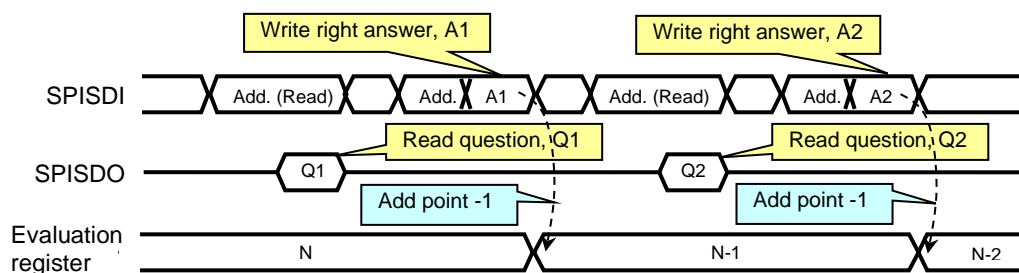 Write right answer, A1
Write right answer, A2
SPISDI
Add. (Read)
Add.
A1
Add. (Read)
Add.
A2
Read question, Q1
Read question, Q2
SPISDO
Q1
Q2
Add point -1
Add point -1
Evaluation
register
N
N-1
N-2